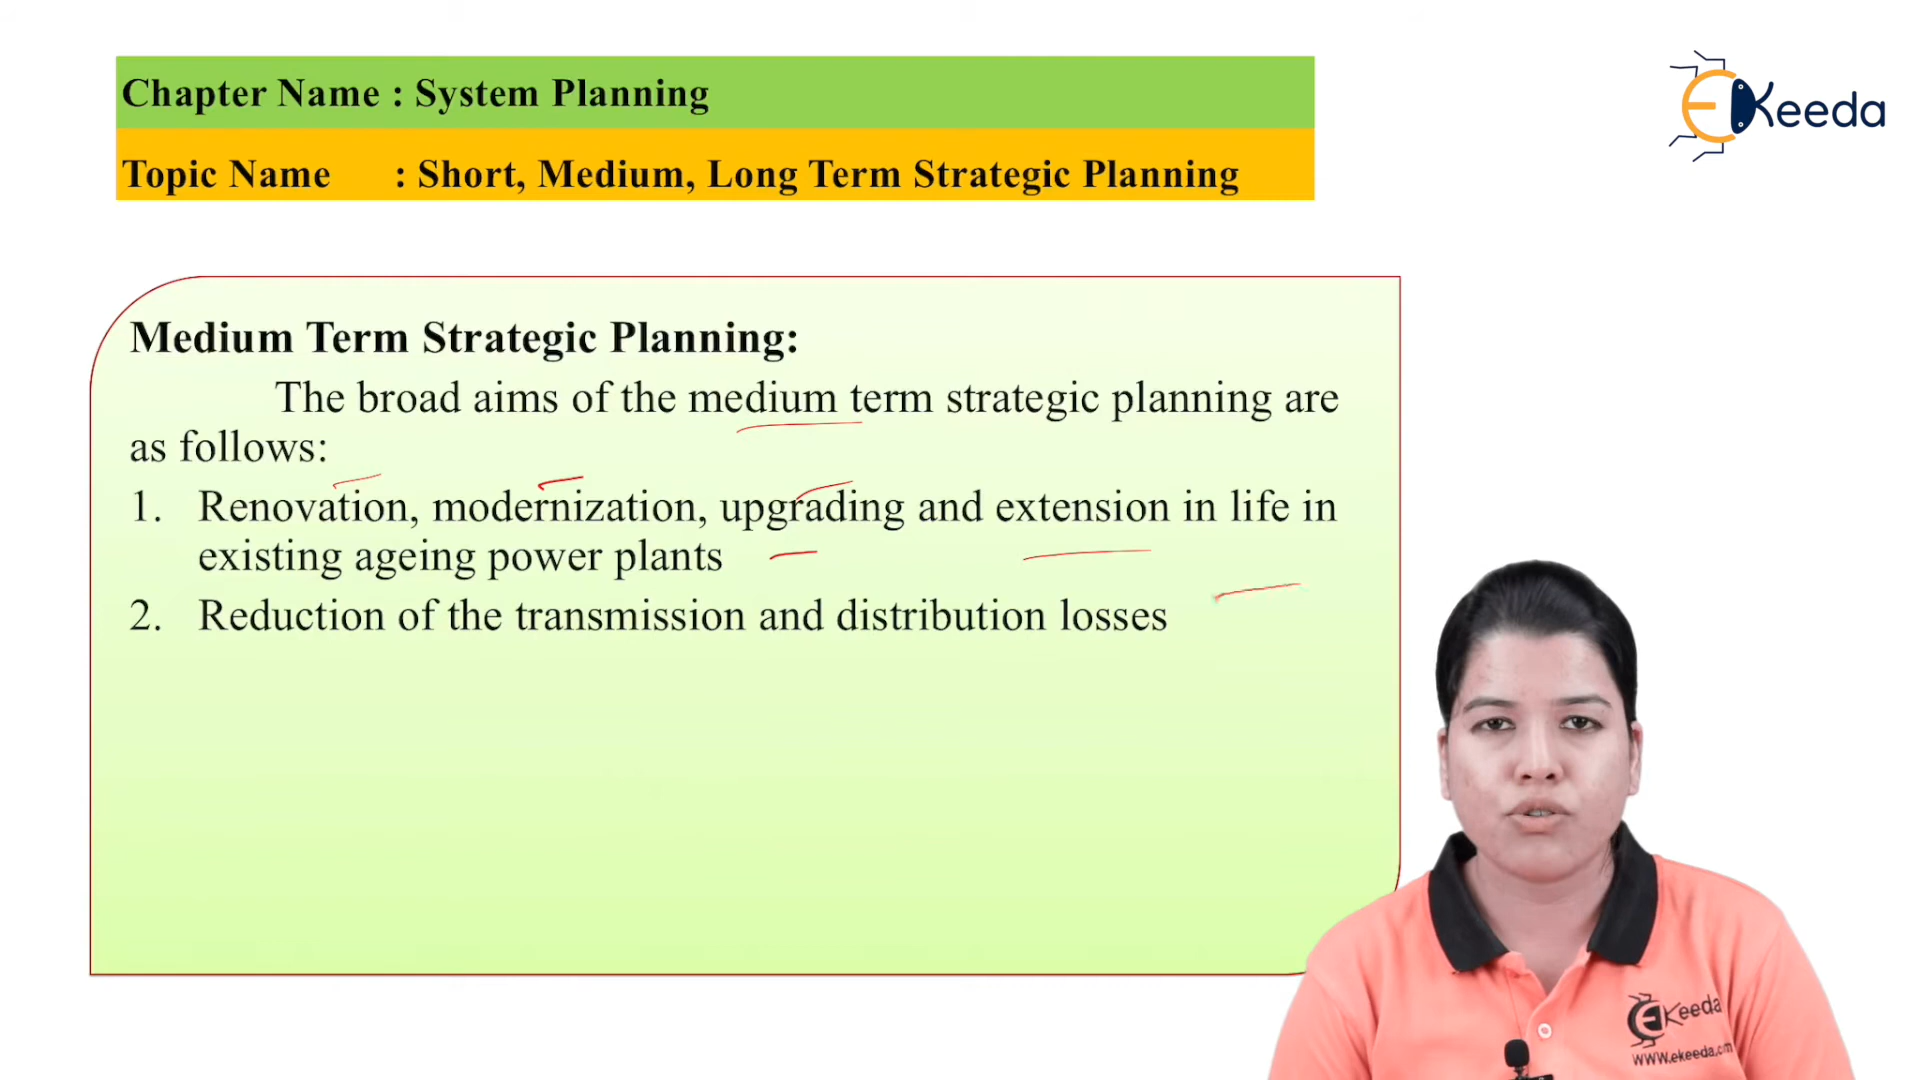 Chapter Name : System Planning
Topic Name : Short, Medium, Long Term Strategic Planning
EKeeda
Medium Term Strategic Planning:
The broad aims of the medium term strategic planning are
as follows:
1. Renovation, modernization, upgrading and extension in life in
existing ageing power plants
2. Reduction of the transmission and distribution losses
EKeeda
www.ekeeda.com